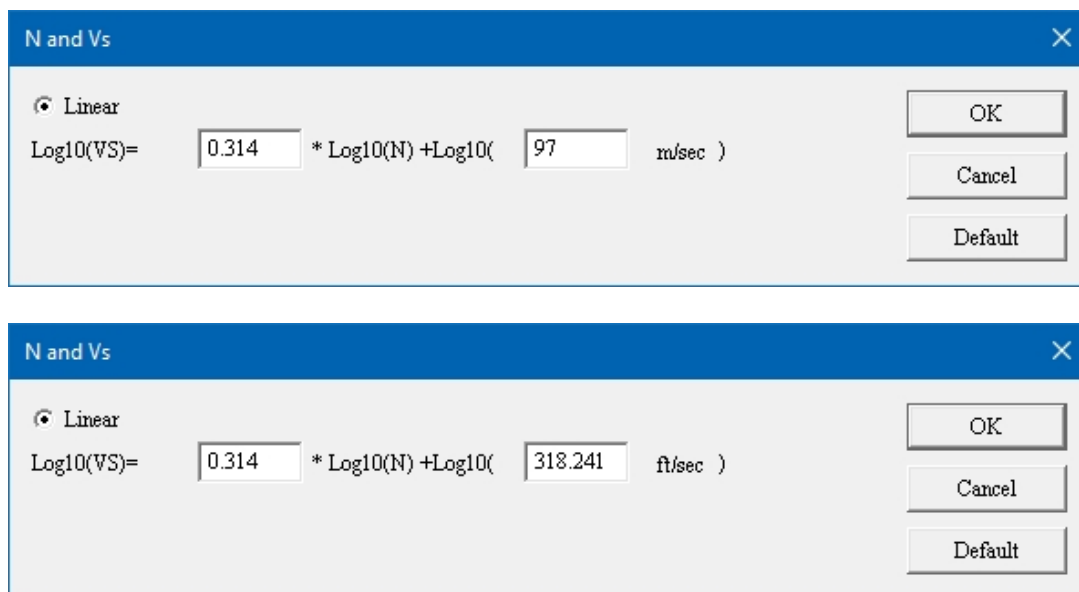 N and Vs
Linear
OK
Log10(VS)= 0.314 * Log10(N) +Log10( 97 m/sec )
Cancel
Default
N and Vs
Linear
OK
Log10(VS)= 0.314 * Log10(N) +Log10( 318.241 ft/sec )
Cancel
Default